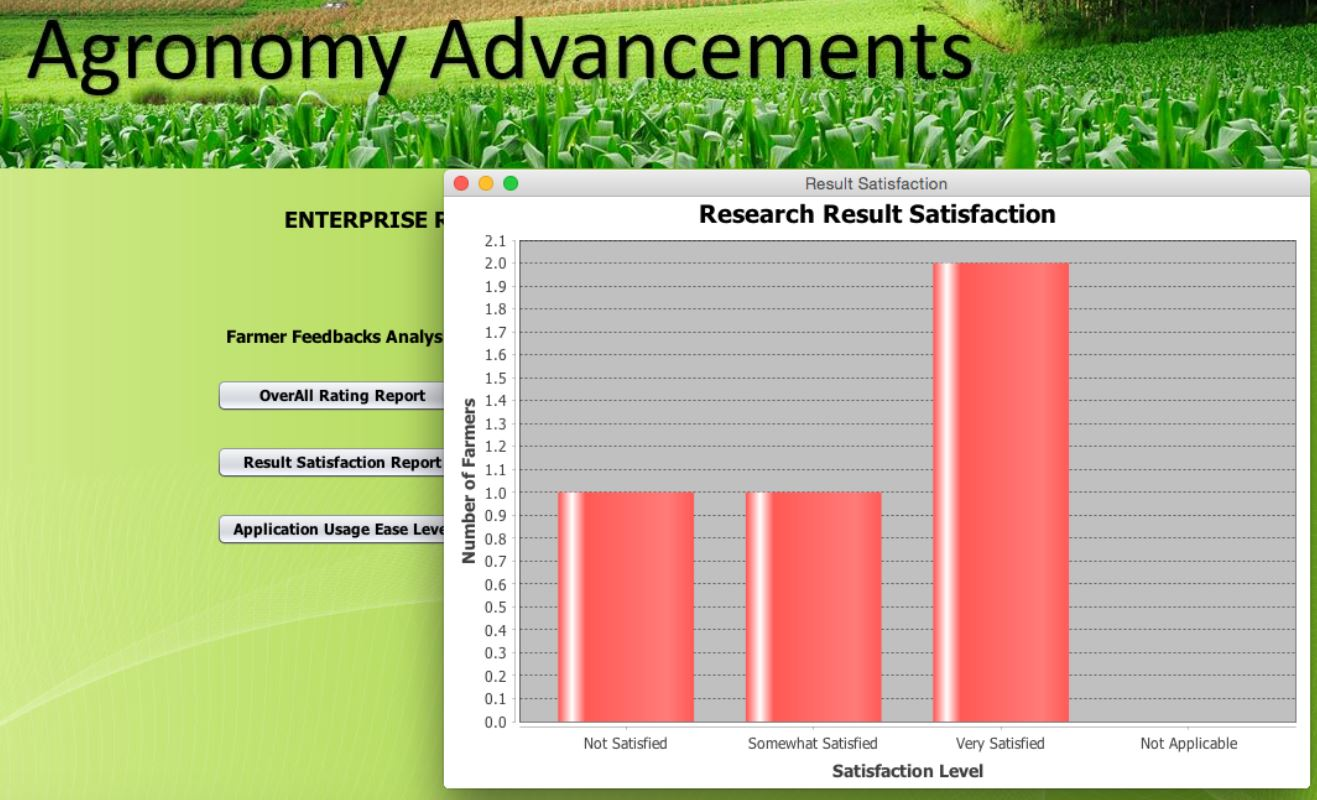 Agronomy Advancements
ENTERPRISE
Farmer Feedbacks
OverAll Rating Report
Result Satisfaction Report
Application Usage Ease
Result Satisfaction
Research Result Satisfaction
Number of Farmers
2.1
2.0
1.9
1.8
1.7
1.6
1.5
1.4
1.3
1.2
1.1
1.0
0.9
0.8
0.7
0.6
0.5
0.4
0.3
0.2
0.1
0.0
Not Satisfied
Somewhat Satisfied
Very Satisfied
Not Applicable
Satisfaction Level